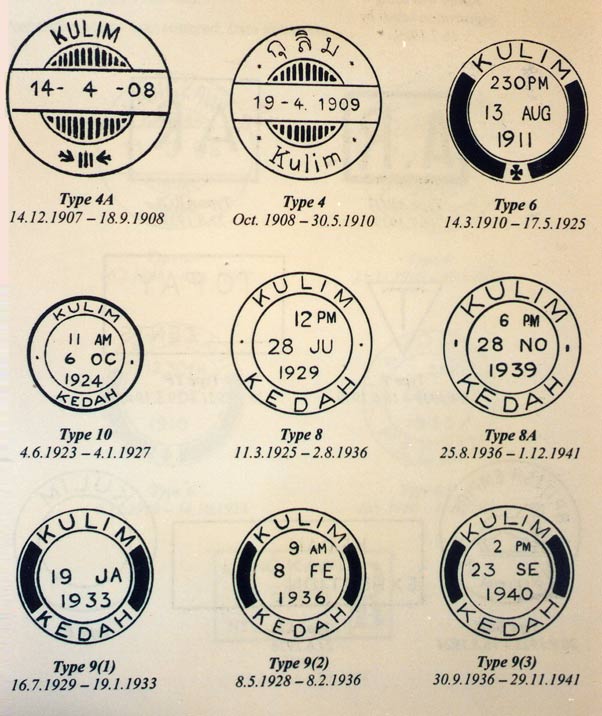 KULIM
14- 4 -08
Type 4A
14.12.1907 – 18.9.1908
กุลิม
19-4. 1909
Kulim
Type 4
Oct. 1908 – 30.5.1910
KULIM
230PM
13 AUG
1911
Type 6
14.3.1910 – 17.5.1925
KULIM
11 AM
6 OC
1924
KEDAH
Type 10
4.6.1923 – 4.1.1927
KULIM
12 PM
28 JU
1929
KEDAH
Type 8
11.3.1925 – 2.8.1936
KULIM
6 PM
28 NO
1939
KEDAH
Type 8A
25.8.1936 – 1.12.1941
KULIM
19 JA
1933
KEDAH
Type 9(1)
16.7.1929 – 19.1.1933
KULIM
9 AM
8 FE
1936
KEDAH
Type 9(2)
8.5.1928 – 8.2.1936
KULIM
2 PM
23 SE
1940
KEDAH
Type 9(3)
30.9.1936 – 29.11.1941